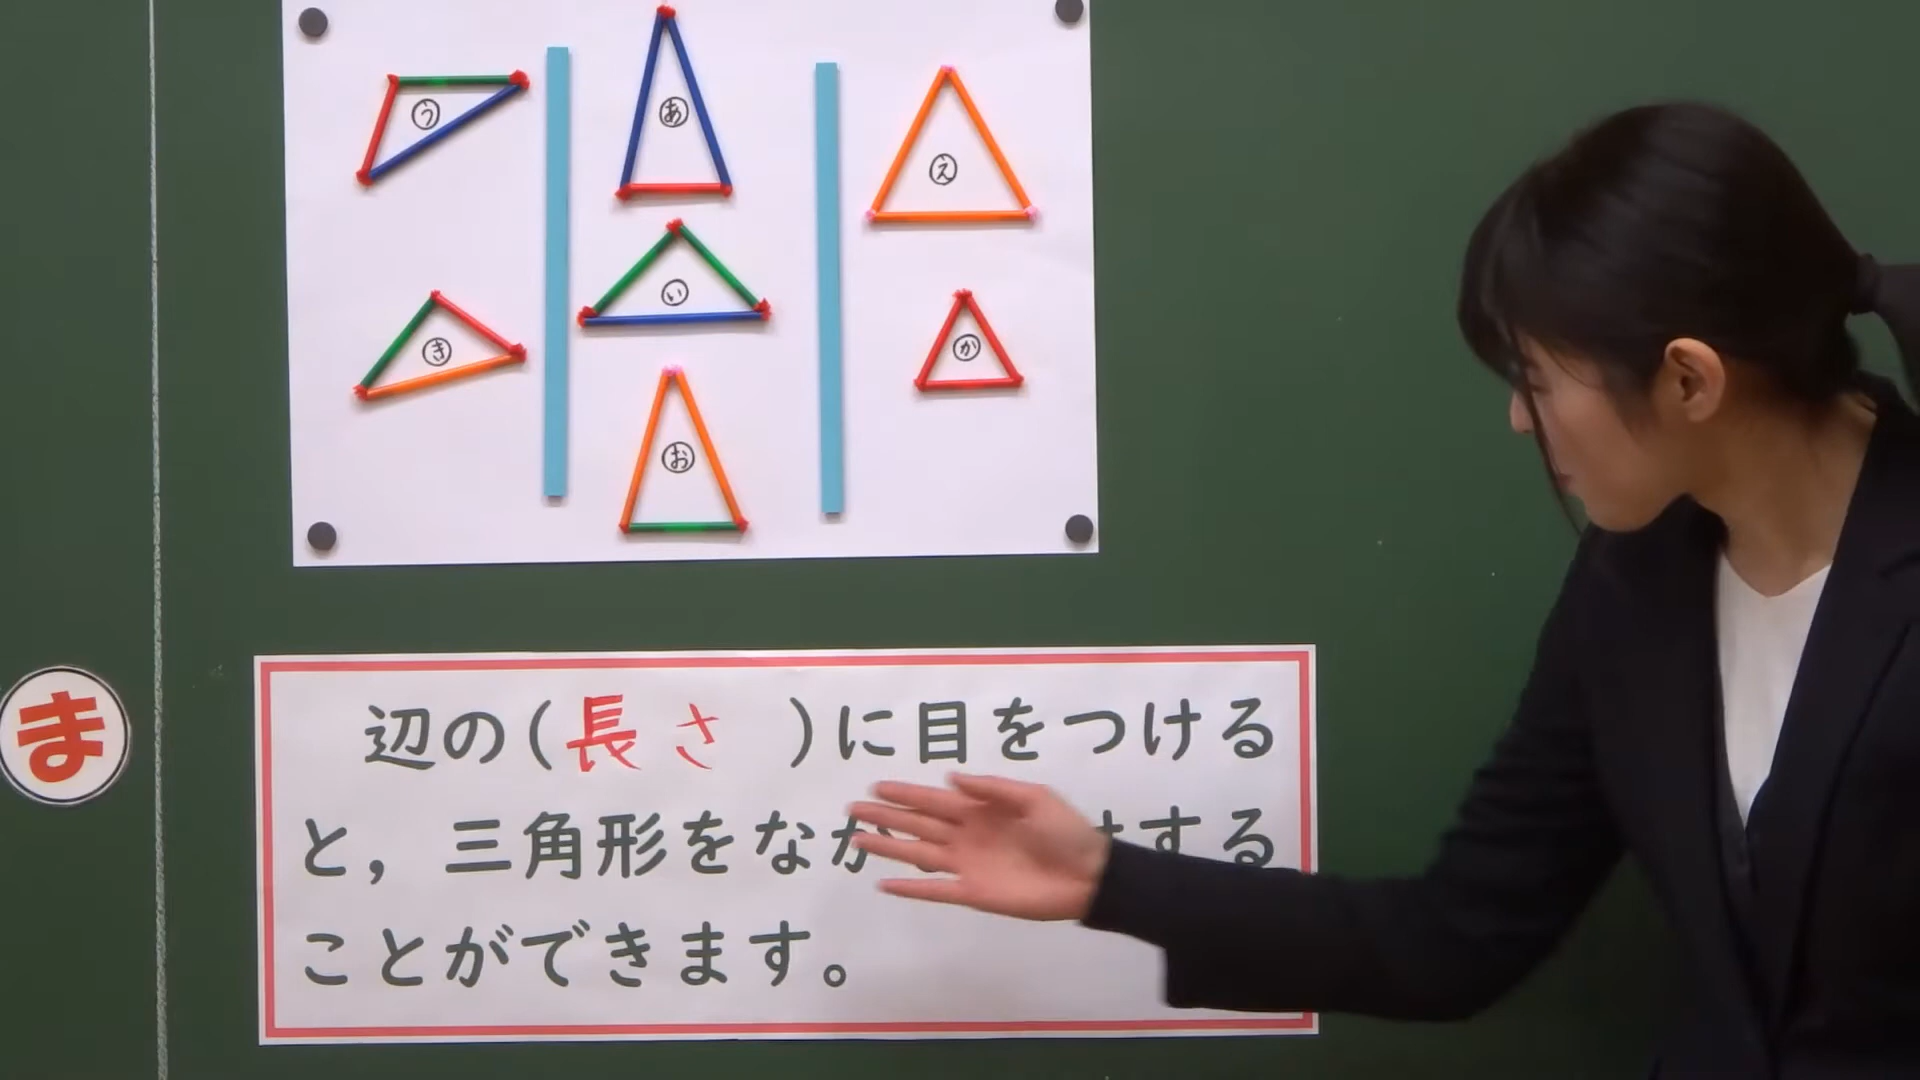 う
あ
え
い
き
か
お
ま
辺の(長さ )に目をつける
と，三角形をなか する
ことができます。